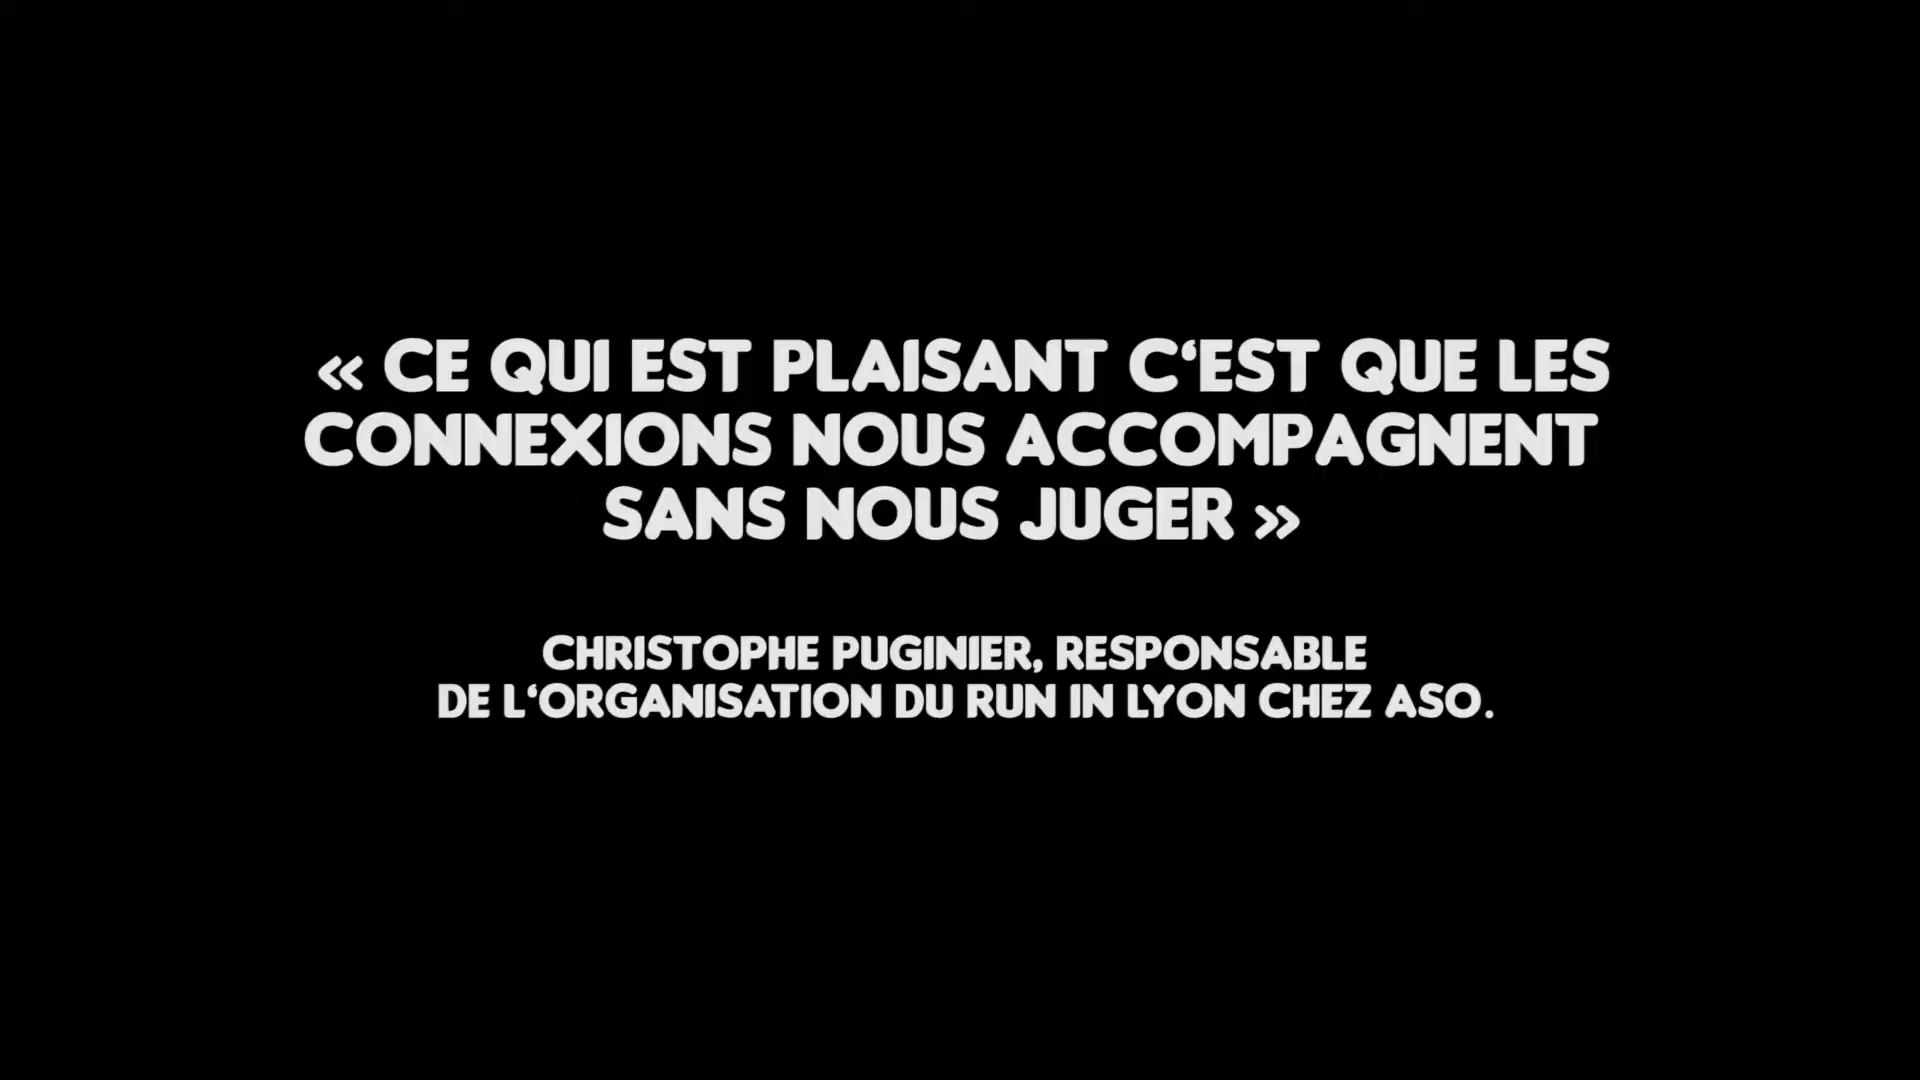 « CE QUI EST PLAISANT C‘EST QUE LES
CONNEXIONS NOUS ACCOMPAGNENT
SANS NOUS JUGER »
CHRISTOPHE PUGINIER, RESPONSABLE
DE L‘ORGANISATION DU RUN IN LYON CHEZ ASO.